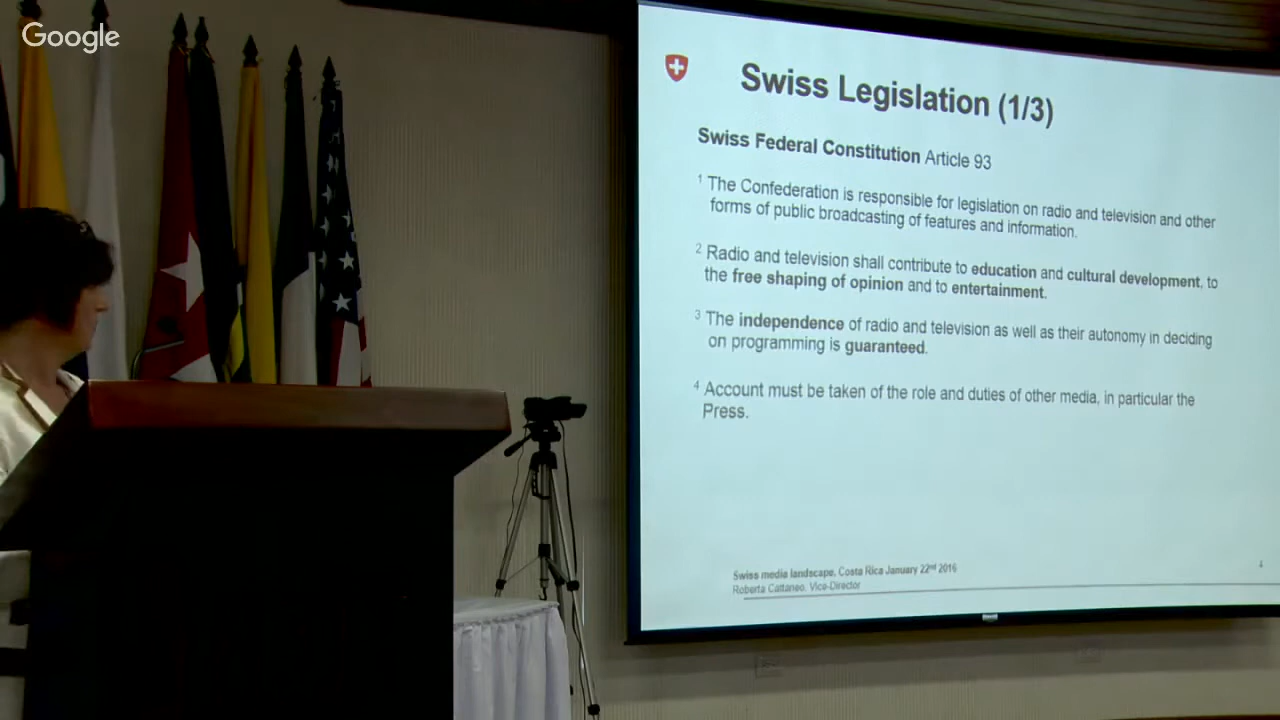 Google
Swiss Legislation (1/3)
Swiss Federal Constitution Article 93
1 The Confederation is responsible for legislation on radio and television and other
forms of public broadcasting of features and information.
2 Radio and television shall contribute to education and cultural development, to
the free shaping of opinion and to entertainment.
3 The independence of radio and television as well as their autonomy in deciding
on programming is guaranteed.
4 Account must be taken of the role and duties of other media, in particular the
Press.
Swiss media landscape, Costa Rica January 22nd 2016
Roberta Cattaneo, Vice-Director
4